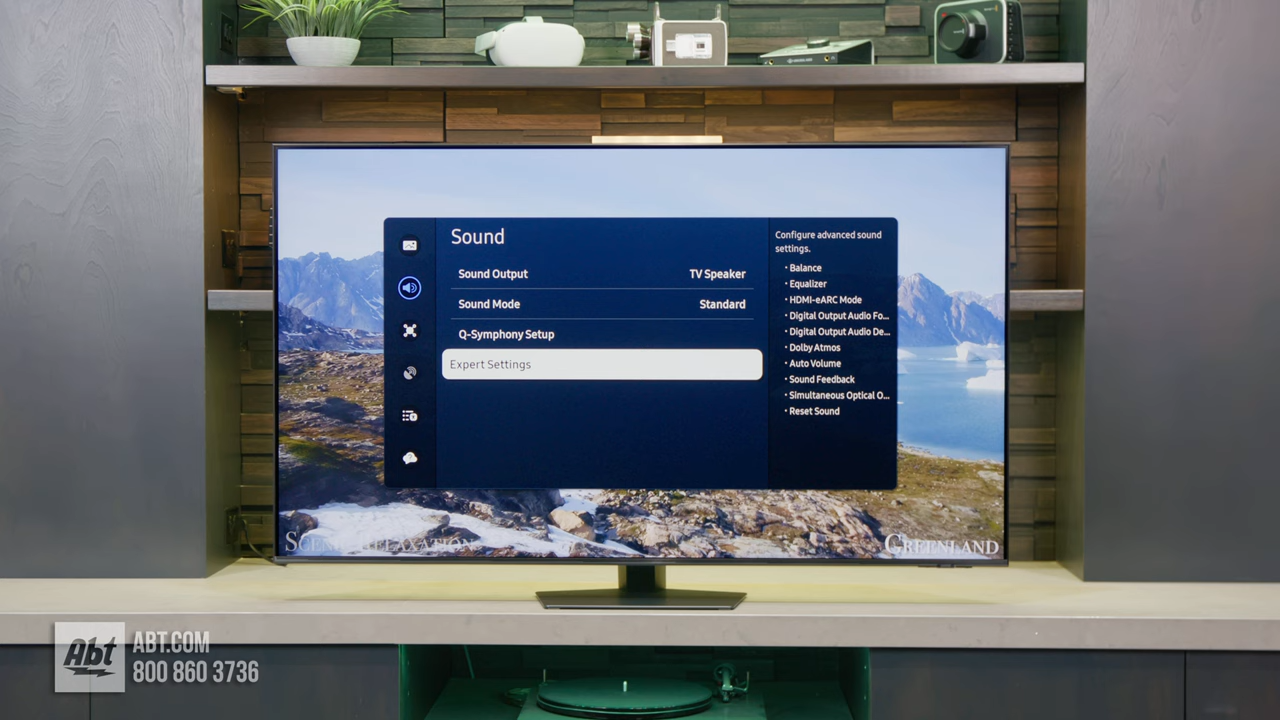 Sound
Sound Output TV Speaker
Sound Mode Standard
Q-Symphony Setup
Expert Settings
Configure advanced sound
settings.
• Balance
• Equalizer
• HDMI-eARC Mode
• Digital Output Audio Fo...
• Digital Output Audio De...
• Dolby Atmos
• Auto Volume
• Sound Feedback
• Simultaneous Optical O...
• Reset Sound
GREENLAND
Abt
ABT.COM
800 860 3736